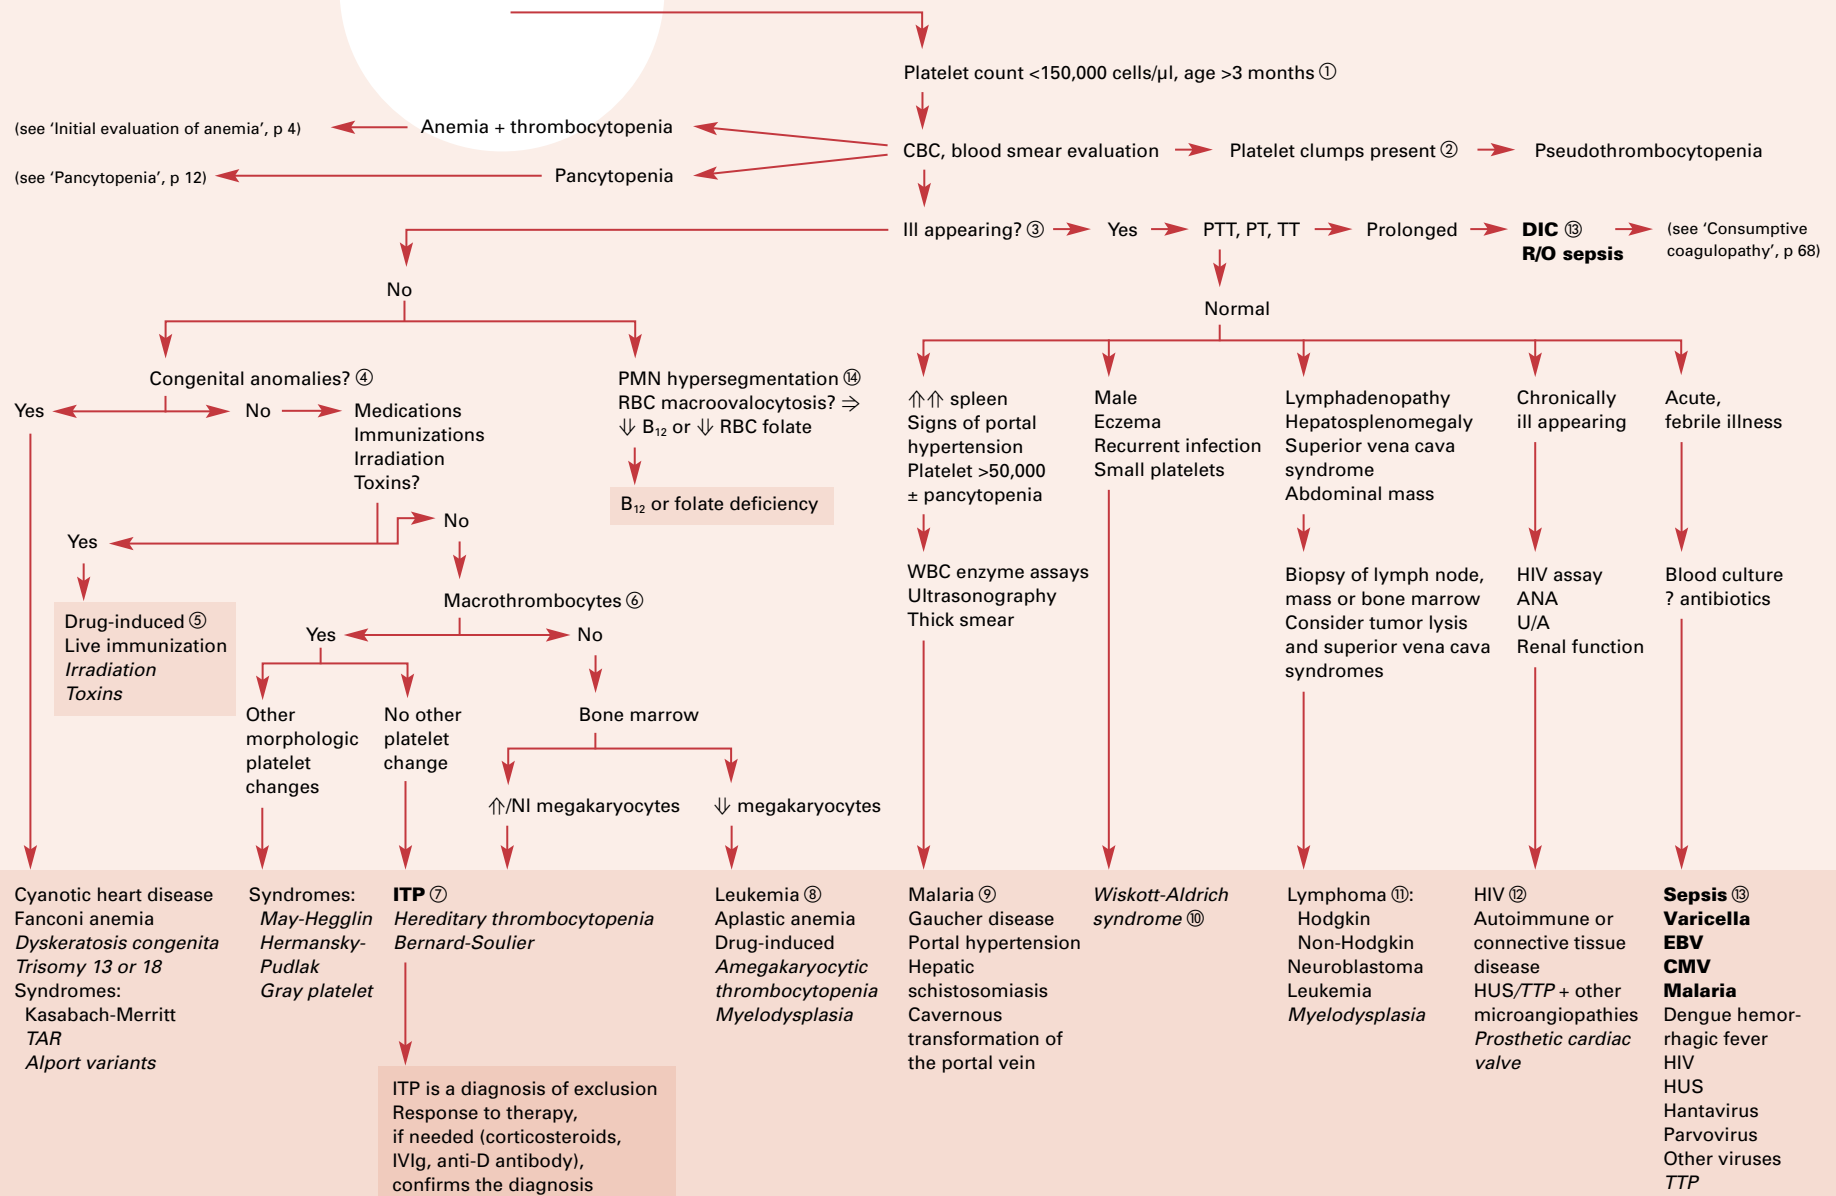 Platelet count <150,000 cells/µl, age >3 months ①
(see 'Initial evaluation of anemia', p 4)
Anemia + thrombocytopenia
CBC, blood smear evaluation
Platelet clumps present ②
Pseudothrombocytopenia
(see 'Pancytopenia', p 12)
Pancytopenia
Ill appearing? ③
Yes
PTT, PT, TT
Prolonged
DIC ⑬
R/O sepsis
(see 'Consumptive
coagulopathy', p 68)
No
Normal
Congenital anomalies? ④
Yes
No
Medications
Immunizations
Irradiation
Toxins?
PMN hypersegmentation ⑭
RBC macroovalocytosis? ⇒
⇓ B₁₂ or ⇓ RBC folate
B₁₂ or folate deficiency
⇑⇑ spleen
Signs of portal
hypertension
Platelet >50,000
± pancytopenia
Male
Eczema
Recurrent infection
Small platelets
Lymphadenopathy
Hepatosplenomegaly
Superior vena cava
syndrome
Abdominal mass
Chronically
ill appearing
Acute,
febrile illness
Yes
No
Drug-induced ⑤
Live immunization
Irradiation
Toxins
Macrothrombocytes ⑥
Yes
No
WBC enzyme assays
Ultrasonography
Thick smear
Biopsy of lymph node,
mass or bone marrow
Consider tumor lysis
and superior vena cava
syndromes
HIV assay
ANA
U/A
Renal function
Blood culture
? antibiotics
Other
morphologic
platelet
changes
No other
platelet
change
Bone marrow
⇑/Nl megakaryocytes
⇓ megakaryocytes
Cyanotic heart disease
Fanconi anemia
Dyskeratosis congenita
Trisomy 13 or 18
Syndromes:
Kasabach-Merritt
TAR
Alport variants
Syndromes:
May-Hegglin
Hermansky-
Pudlak
Gray platelet
ITP ⑦
Hereditary thrombocytopenia
Bernard-Soulier
ITP is a diagnosis of exclusion
Response to therapy,
if needed (corticosteroids,
IVIg, anti-D antibody),
confirms the diagnosis
Leukemia ⑧
Aplastic anemia
Drug-induced
Amegakaryocytic
thrombocytopenia
Myelodysplasia
Malaria ⑨
Gaucher disease
Portal hypertension
Hepatic
schistosomiasis
Cavernous
transformation of
the portal vein
Wiskott-Aldrich
syndrome ⑩
Lymphoma ⑪:
Hodgkin
Non-Hodgkin
Neuroblastoma
Leukemia
Myelodysplasia
HIV ⑫
Autoimmune or
connective tissue
disease
HUS/TTP + other
microangiopathies
Prosthetic cardiac
valve
Sepsis ⑬
Varicella
EBV
CMV
Malaria
Dengue hemor-
rhagic fever
HIV
HUS
Hantavirus
Parvovirus
Other viruses
TTP